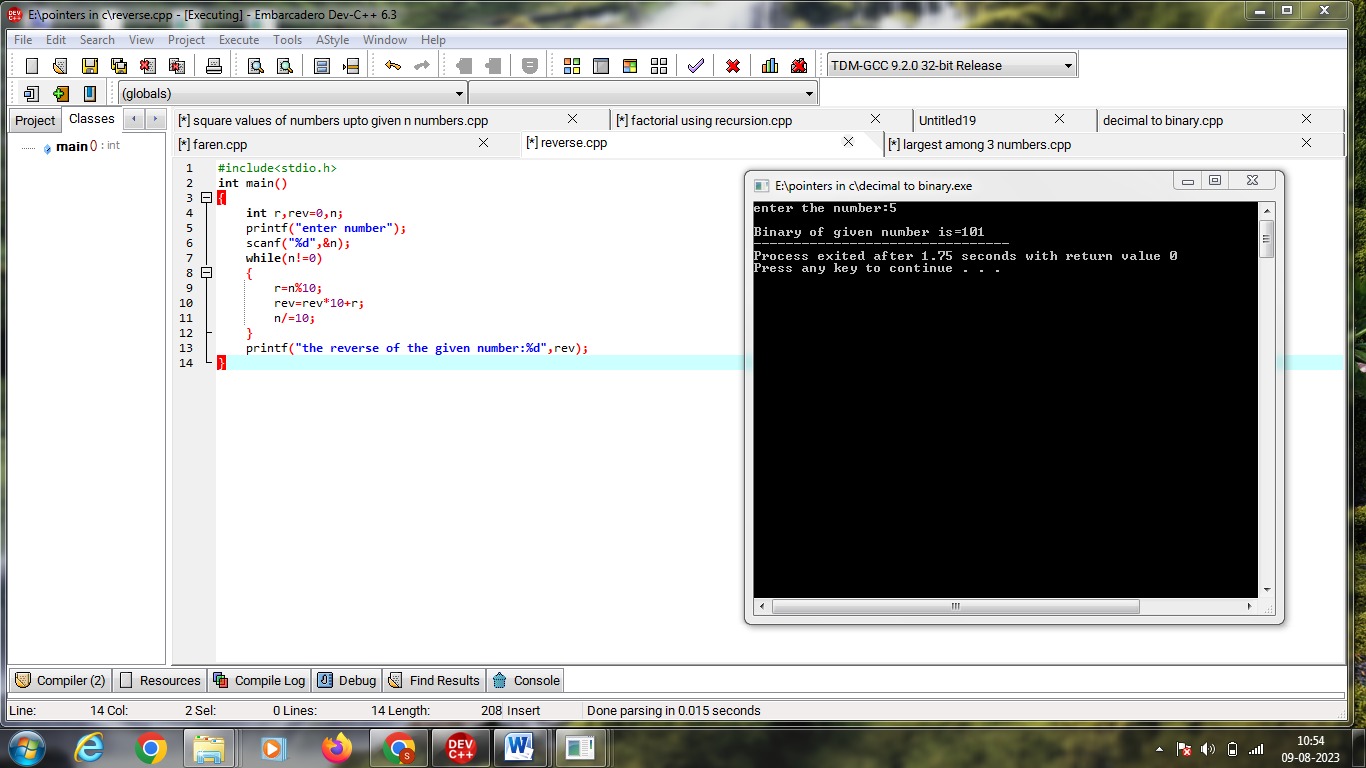 E:\pointers in c\reverse.cpp - [Executing] - Embarcadero Dev-C++ 6.3
File Edit Search View Project Execute Tools AStyle Window Help
TDM-GCC 9.2.0 32-bit Release
(globals)
Project Classes
[*] square values of numbers upto given n numbers.cpp [*] factorial using recursion.cpp Untitled19 decimal to binary.cpp
[*] faren.cpp [*] reverse.cpp [*] largest among 3 numbers.cpp
main () : int
1 #include<stdio.h>
2 int main()
3 {
4 int r,rev=0,n;
5 printf("enter number");
6 scanf("%d",&n);
7 while(n!=0)
8 {
9 r=n%10;
10 rev=rev*10+r;
11 n/=10;
12 }
13 printf("the reverse of the given number:%d",rev);
14 }
E:\pointers in c\decimal to binary.exe
enter the number:5
Binary of given number is=101
--------------------------------
Process exited after 1.75 seconds with return value 0
Press any key to continue . . .
Compiler (2) Resources Compile Log Debug Find Results Console
Line: 14 Col: 2 Sel: 0 Lines: 14 Length: 208 Insert Done parsing in 0.015 seconds
DEV C++
S
W
10:54
09-08-2023